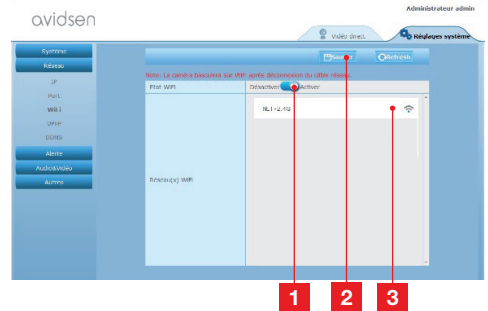 Administrateur admin
avidsen
Vidéo direct
Réglages système
Système
Réseau
IP
Port
WiFi
UPnP
DDNS
Alerte
Audio&Vidéo
Autres
Sauver
Refresh
Note: La caméra basculera sur WiFi après déconnexion du câble réseau.
Etat WiFi
Désactiver Activer
NET-2.4G
Réseau(x) WiFi
1 2 3